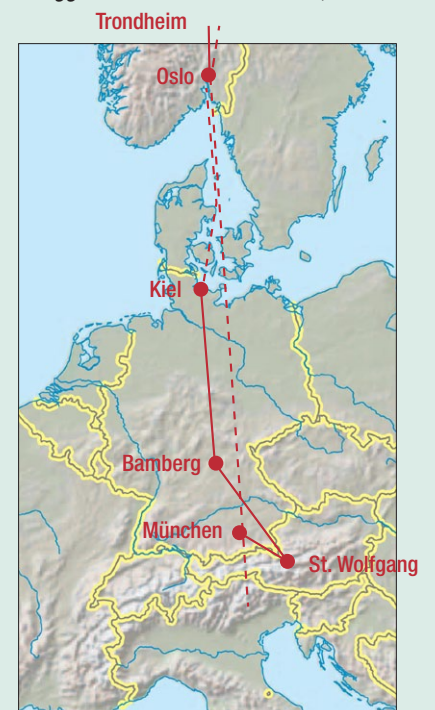 Trondheim
Oslo
Kiel
Bamberg
München
St. Wolfgang